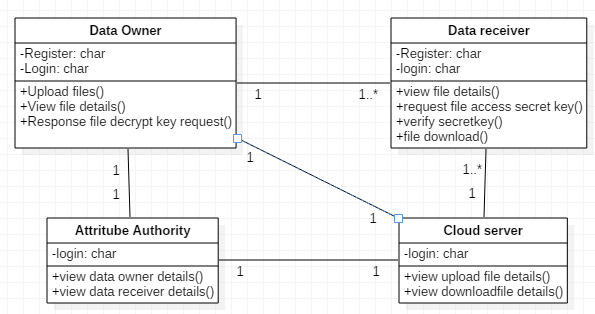 Data Owner
-Register: char
-Login: char
+Upload files()
+View file details()
+Response file decrypt key request()
Data receiver
-Register: char
-login: char
+view file details()
+request file access secret key()
+verify secretkey()
+file download()
1
1..*
1
1
1
1..*
1
1
Attritube Authority
-login: char
+view data owner details()
+view data receiver details()
Cloud server
-login: char
+view upload file details()
+view downloadfile details()
1
1